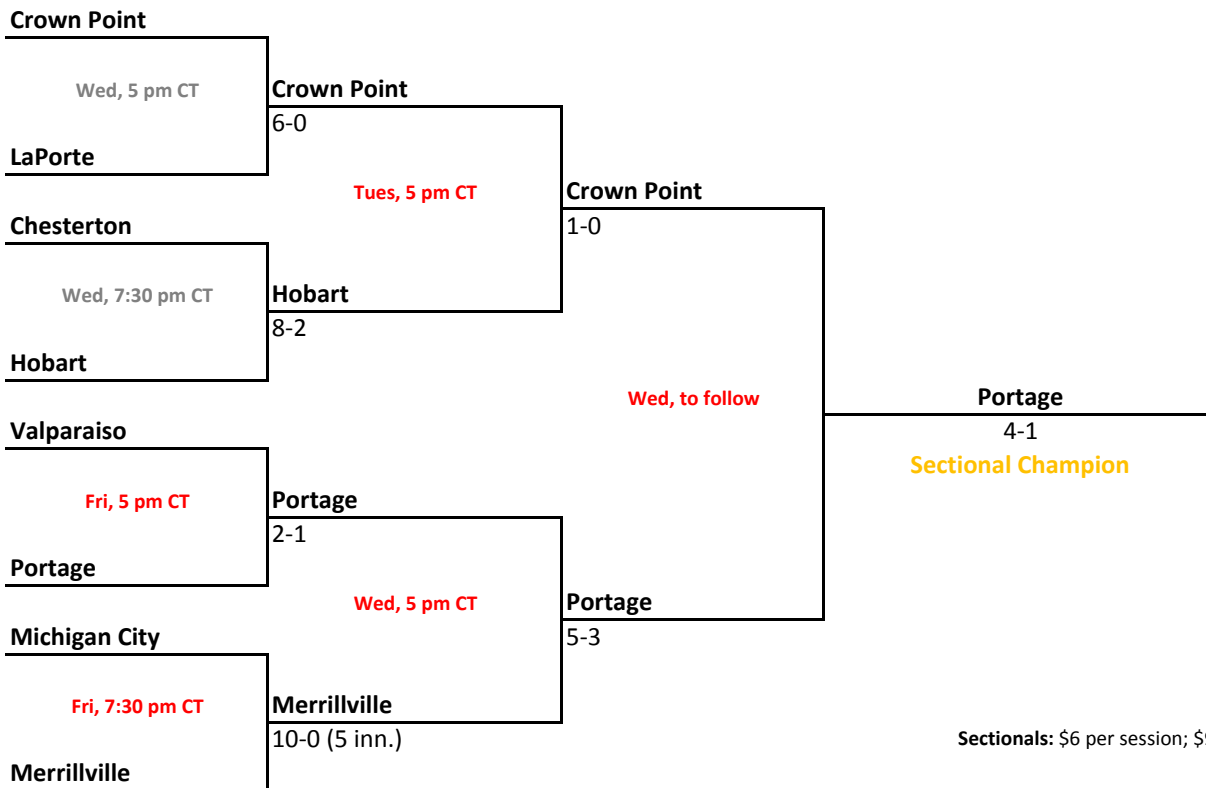 Crown Point
Wed, 5 pm CT
Crown Point
6-0
LaPorte
Tues, 5 pm CT
Crown Point
1-0
Chesterton
Wed, 7:30 pm CT
Hobart
8-2
Hobart
Wed, to follow
Portage
4-1
Sectional Champion
Valparaiso
Fri, 5 pm CT
Portage
2-1
Portage
Wed, 5 pm CT
Portage
5-3
Michigan City
Fri, 7:30 pm CT
Merrillville
10-0 (5 inn.)
Merrillville
Sectionals: $6 per session;